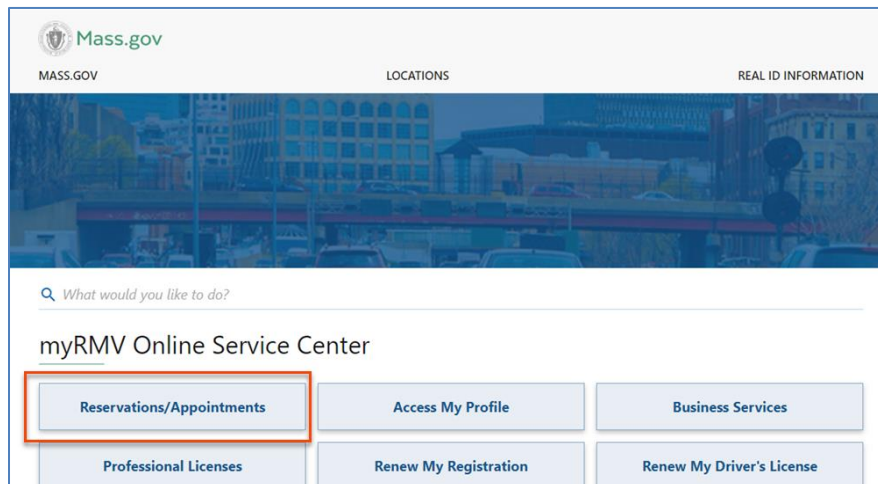 Mass.gov
MASS.GOV LOCATIONS REAL ID INFORMATION
What would you like to do?
myRMV Online Service Center
Reservations/Appointments Access My Profile Business Services
Professional Licenses Renew My Registration Renew My Driver's License